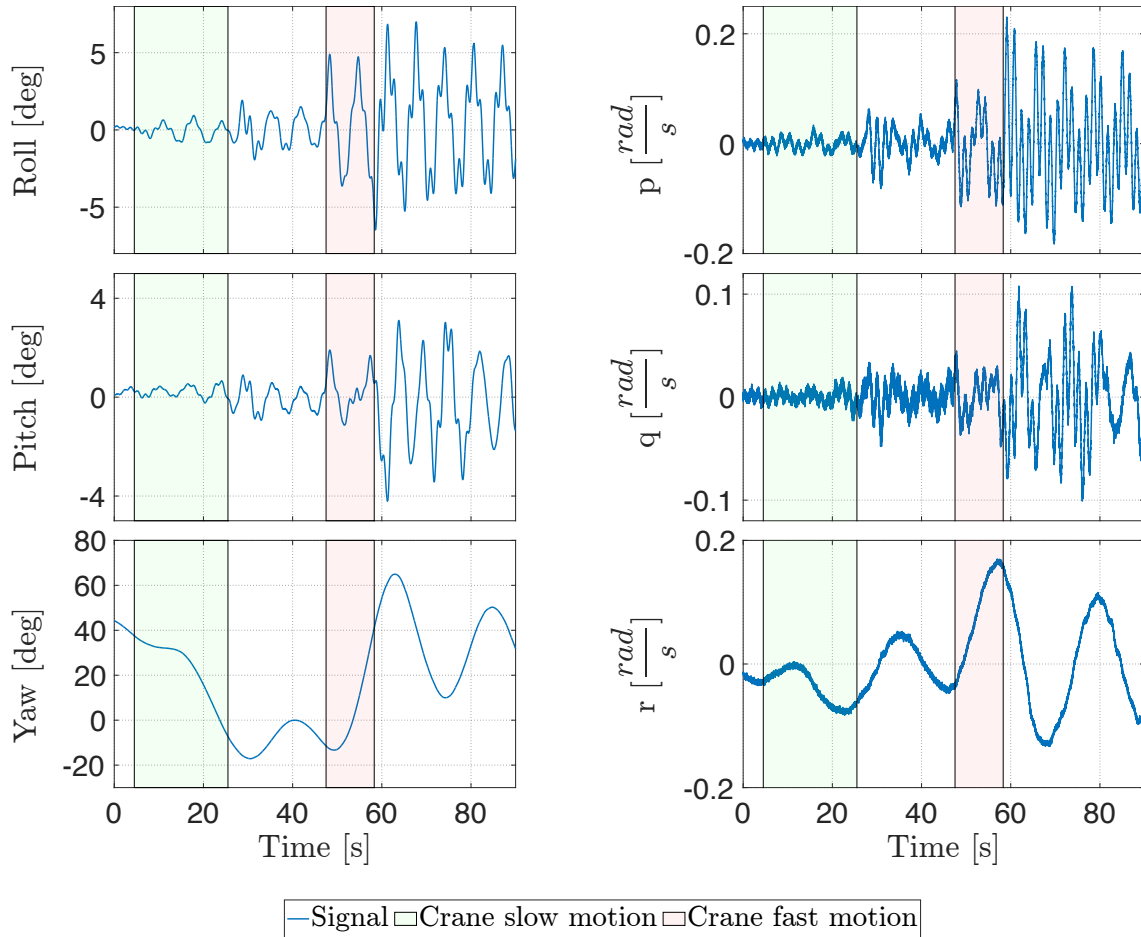 Roll [deg]
5
0
-5
p [rad/s]
0.2
0
-0.2
Pitch [deg]
4
0
-4
q [rad/s]
0.1
0
-0.1
Yaw [deg]
80
60
40
20
0
-20
0 20 40 60 80
Time [s]
r [rad/s]
0.2
0
-0.2
0 20 40 60 80
Time [s]
Signal Crane slow motion Crane fast motion